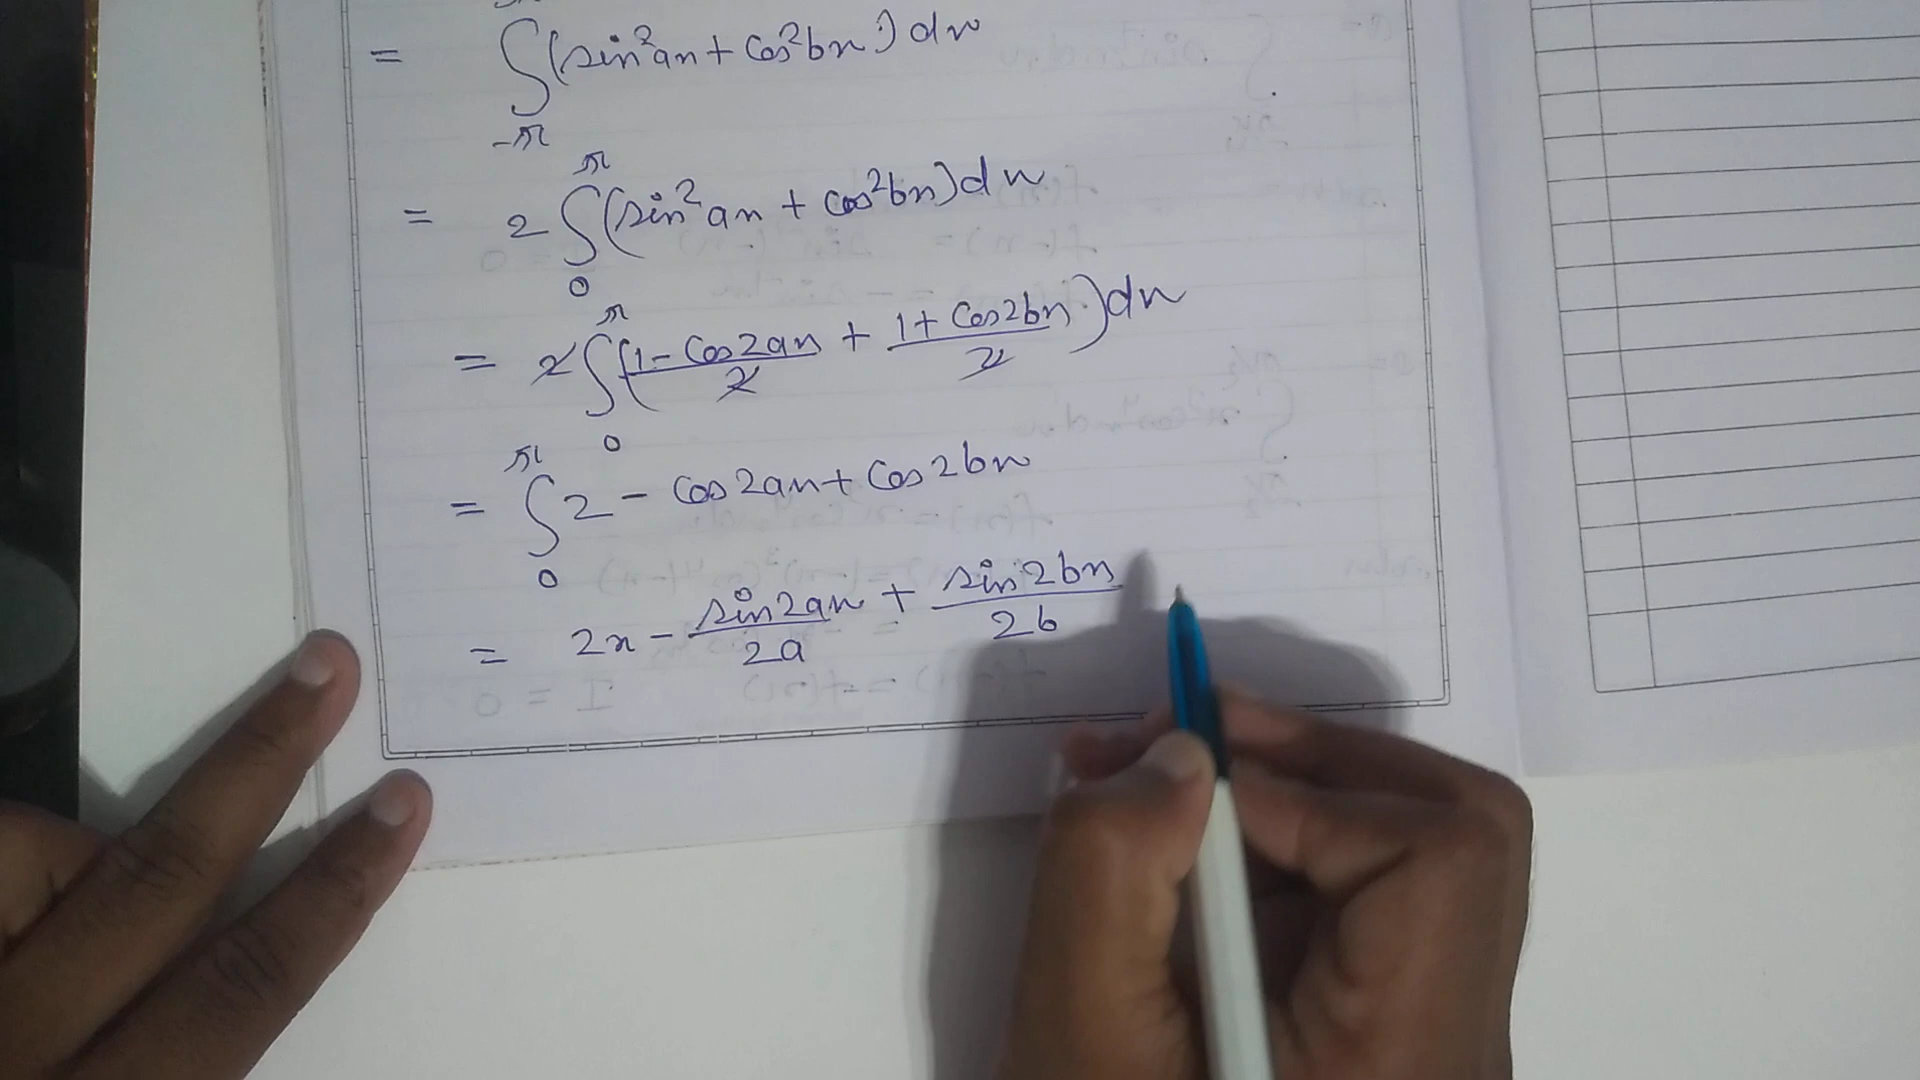 = ∫_{-π}^{π} (sin²ax + cos²bx) dx
= 2 ∫_{0}^{π} (sin²ax + cos²bx) dx
= 2 ∫_{0}^{π} (1 - cos2ax / 2 + 1 + cos2bx / 2) dx
= ∫_{0}^{π} 2 - cos2ax + cos2bx
= 2x - sin2ax / 2a + sin2bx / 2b